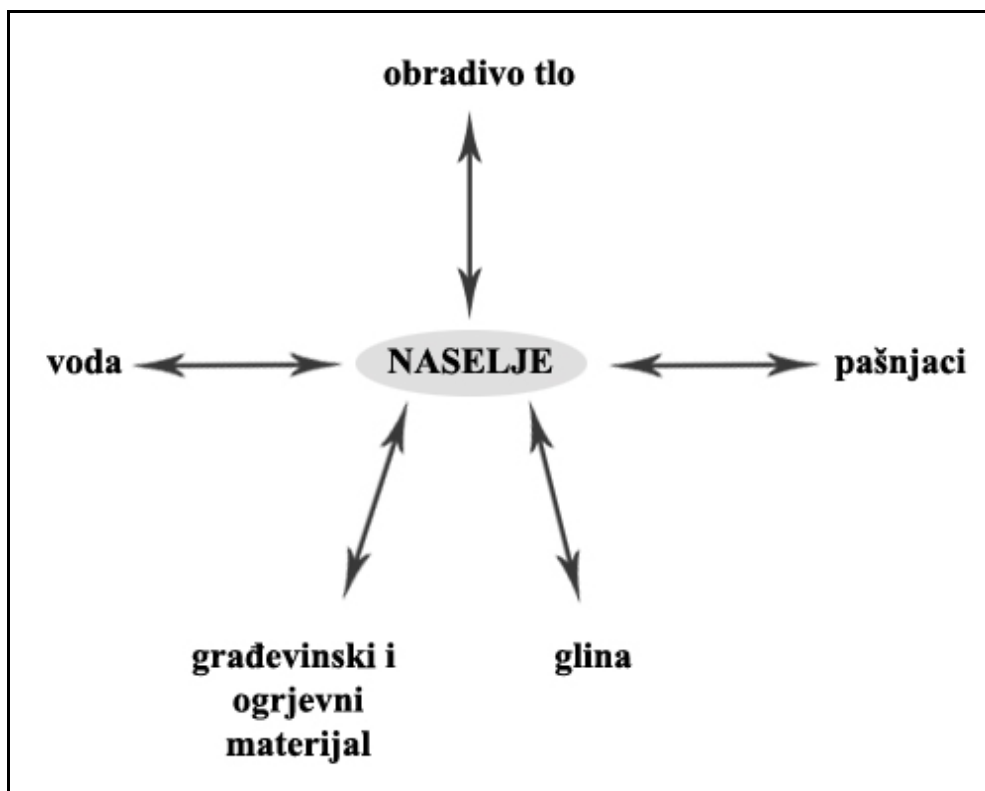 obradivo tlo
voda
NASELJE
pašnjaci
građevinski i
ogrjevni
materijal
glina